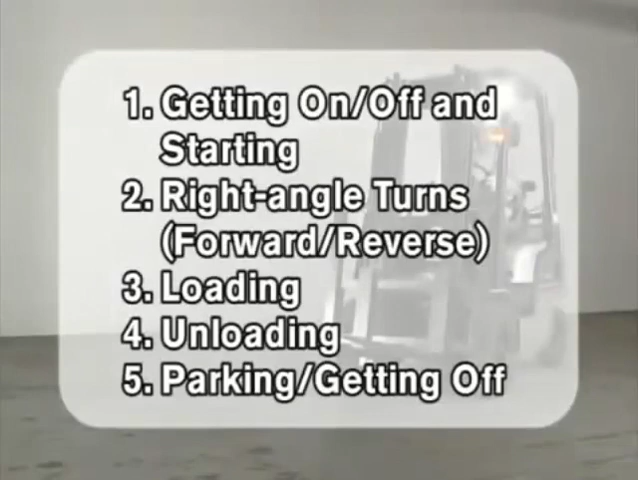 1. Getting On/Off and
Starting
2. Right-angle Turns
(Forward/Reverse)
3. Loading
4. Unloading
5. Parking/Getting Off